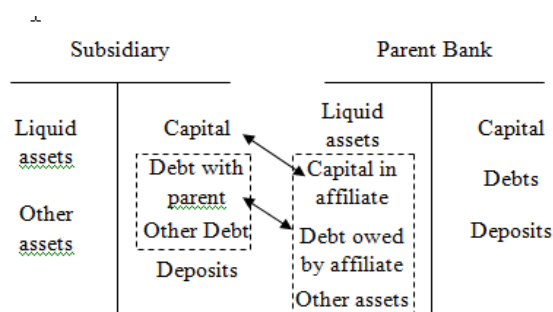 Subsidiary
Parent Bank
Liquid
assets
Other
assets
Capital
Debt with
parent
Other Debt
Deposits
Liquid
assets
Capital in
affiliate
Debt owed
by affiliate
Other assets
Capital
Debts
Deposits